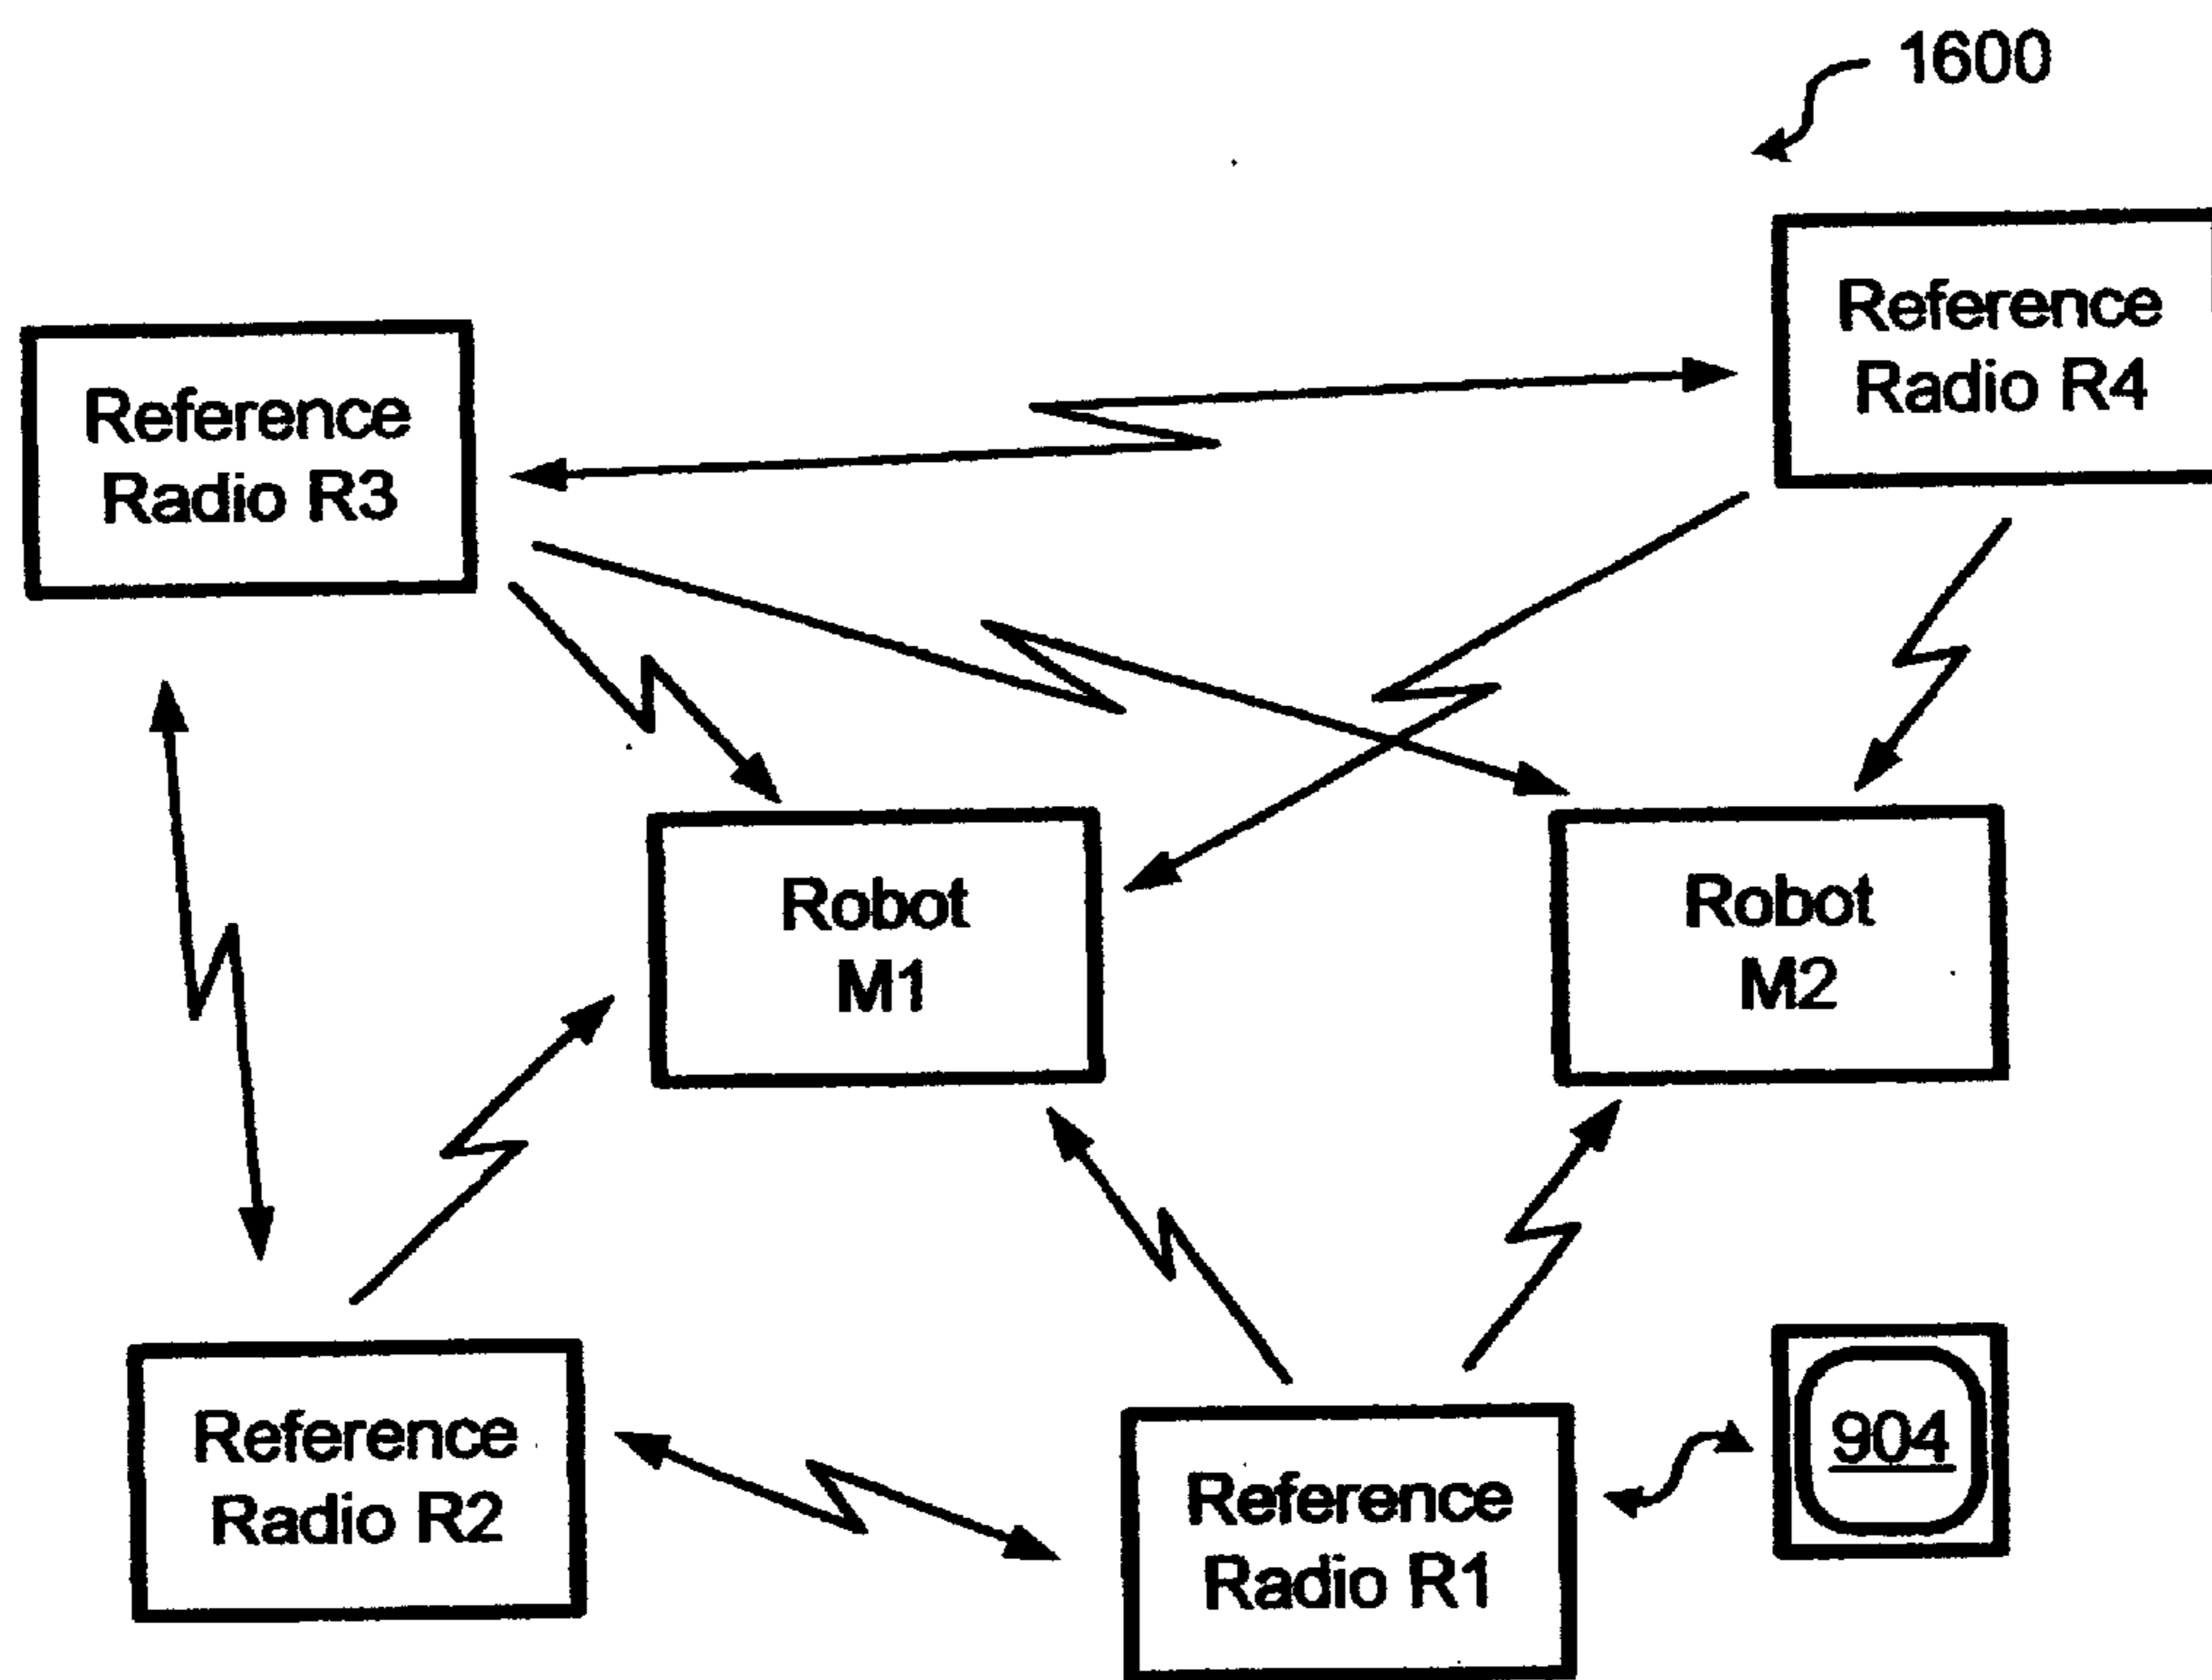 1600
Reference
Radio R4
Reference
Radio R3
Robot
M1
Robot
M2
Reference
Radio R2
Reference
Radio R1
904